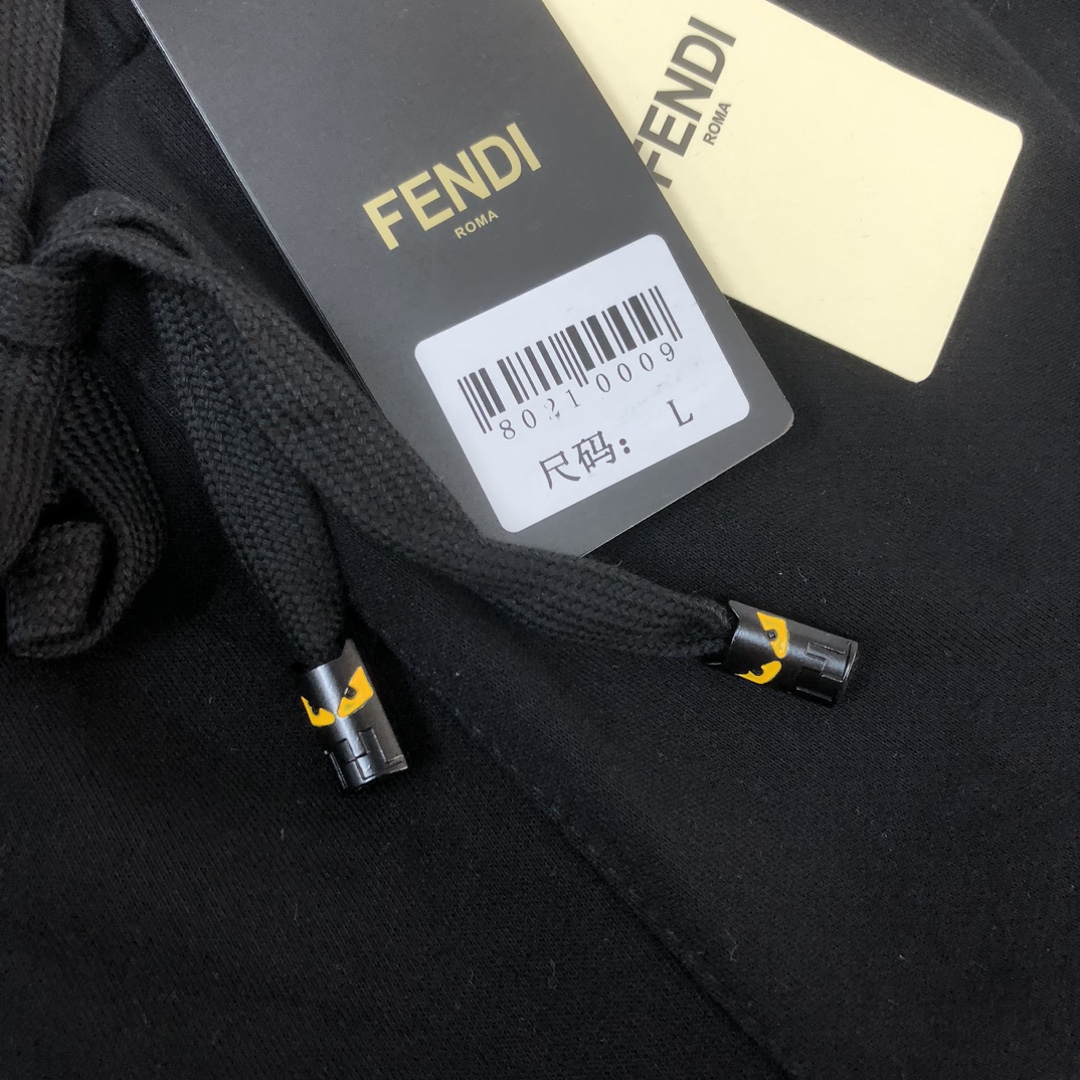 FENDI
ROMA
FENDI
ROMA
80210009
尺码: L